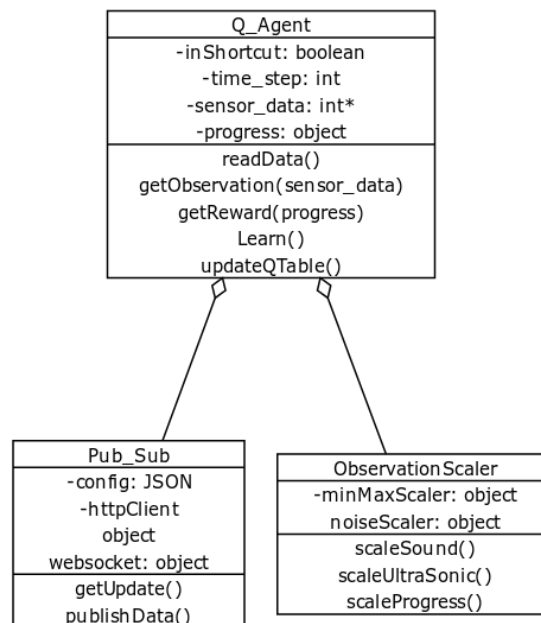 Q_Agent
-inShortcut: boolean
-time_step: int
-sensor_data: int*
-progress: object
readData()
getObservation(sensor_data)
getReward(progress)
Learn()
updateQTable()
Pub_Sub
-config: JSON
-httpClient
object
websocket: object
getUpdate()
publishData()
ObservationScaler
-minMaxScaler: object
noiseScaler: object
scaleSound()
scaleUltraSonic()
scaleProgress()